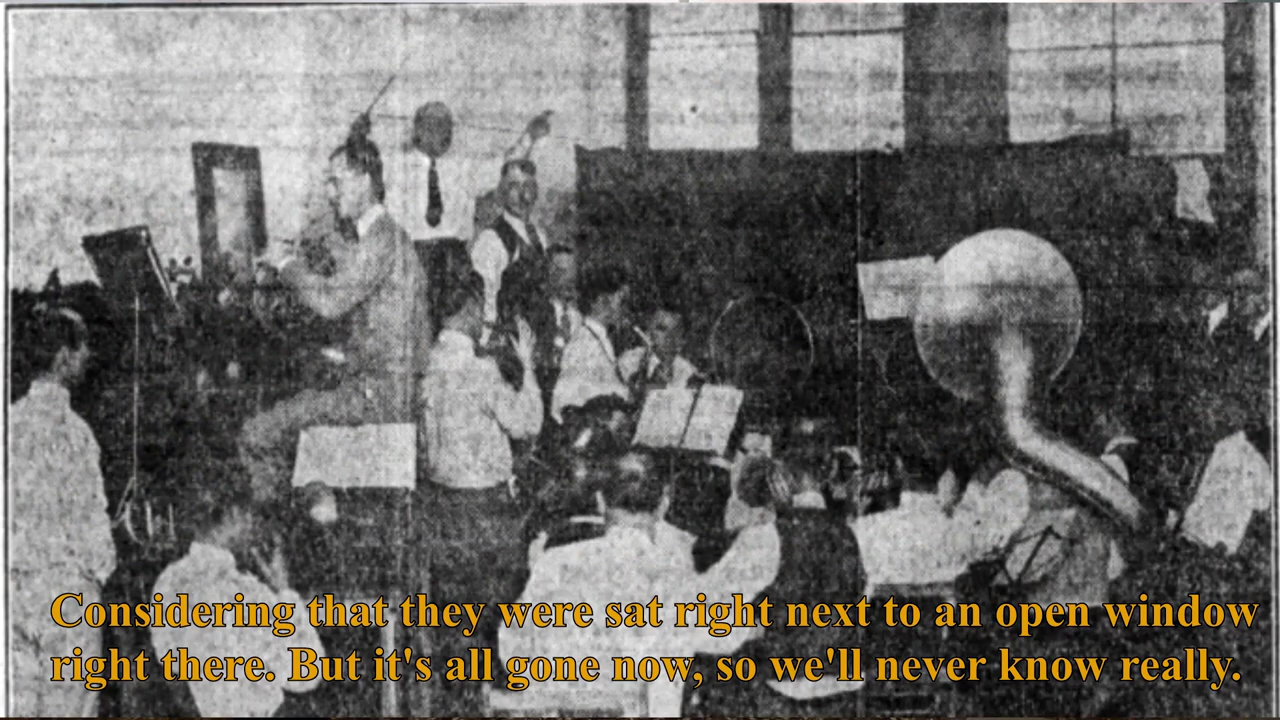 Considering that they were sat right next to an open window
right there. But it's all gone now, so we'll never know really.